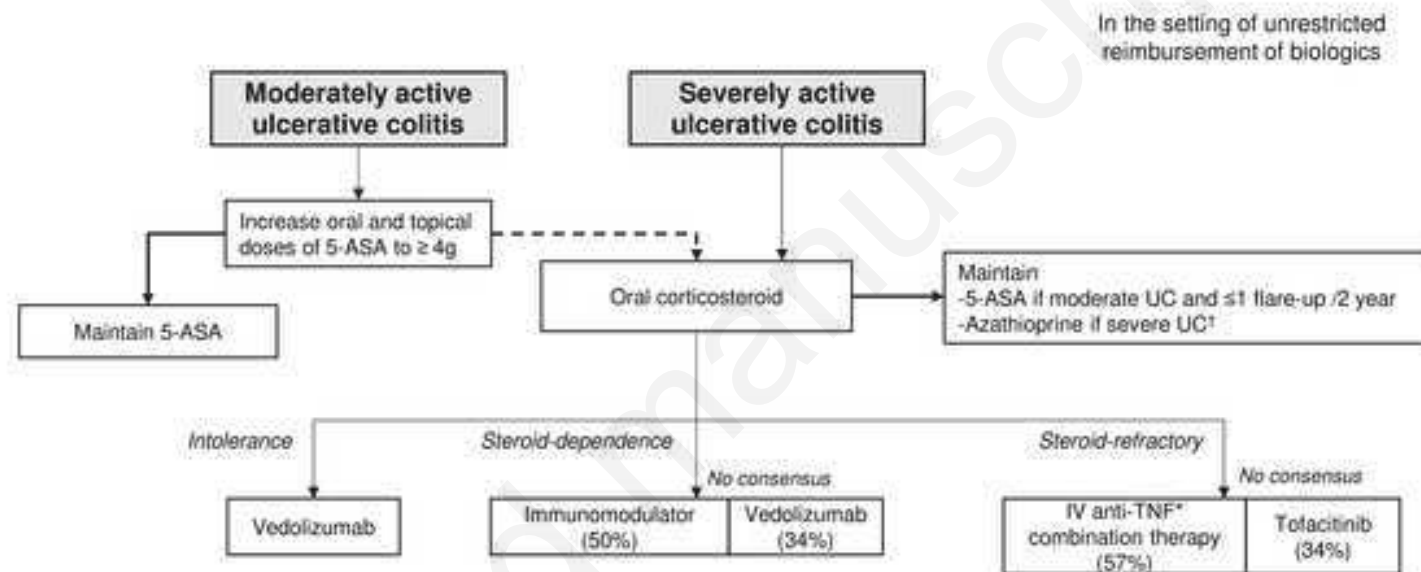 In the setting of unrestricted
reimbursement of biologics
Moderately active
ulcerative colitis
Severely active
ulcerative colitis
Increase oral and topical
doses of 5-ASA to ≥ 4g
Oral corticosteroid
Maintain
-5-ASA if moderate UC and ≤1 flare-up /2 year
-Azathioprine if severe UC†
Maintain 5-ASA
Intolerance
Steroid-dependence
Steroid-refractory
No consensus
No consensus
Vedolizumab
Immunomodulator
(50%)
Vedolizumab
(34%)
IV anti-TNF*
combination therapy
(57%)
Tofacitinib
(34%)